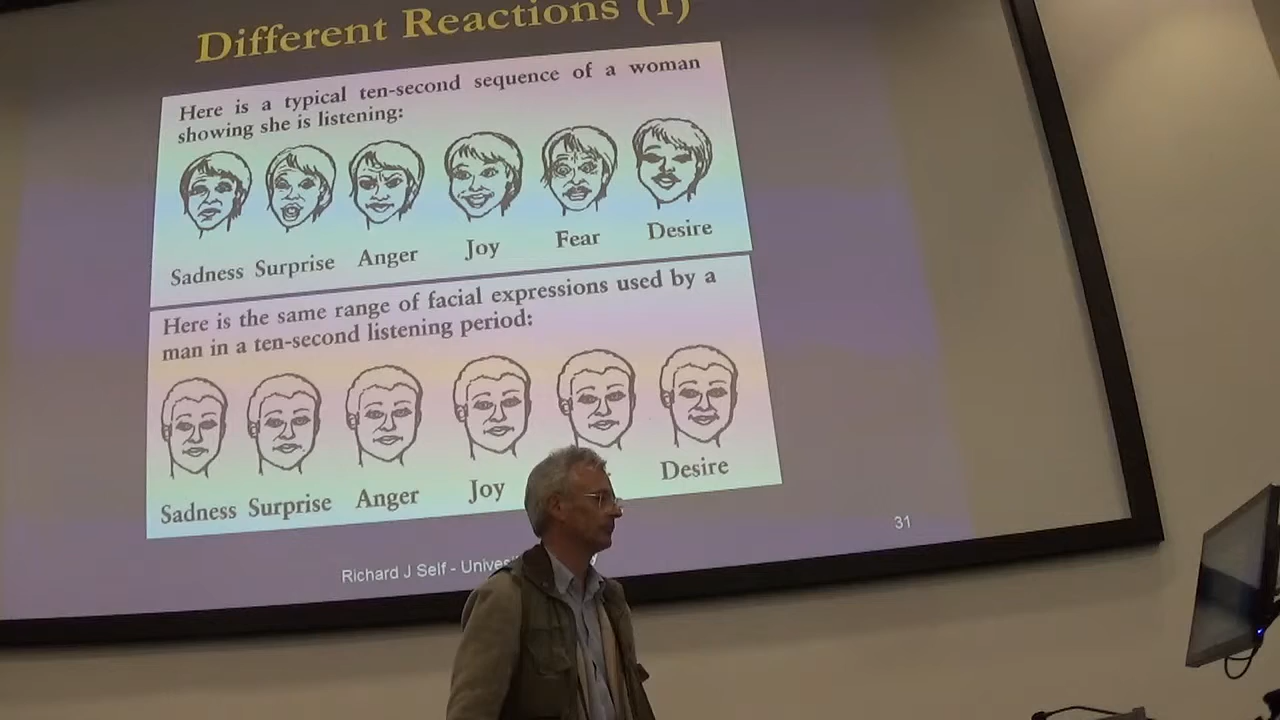 Different Reactions (1)
Here is a typical ten-second sequence of a woman
showing she is listening:
Sadness Surprise Anger Joy Fear Desire
Here is the same range of facial expressions used by a
man in a ten-second listening period:
Sadness Surprise Anger Joy Desire
31
Richard J Self -